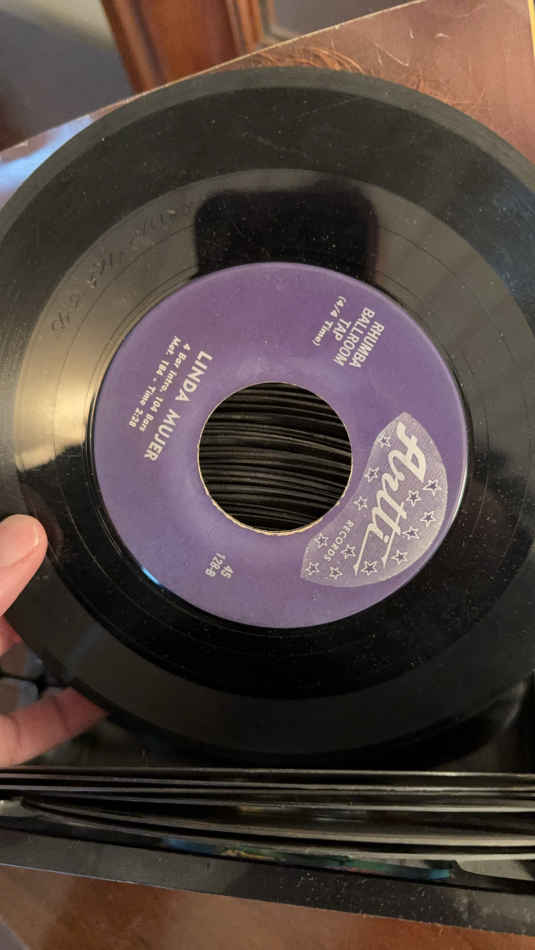 Artti
RECORDS
RHUMBA
BALLROOM
TAP
(4/4 Time)
45
128-B
LINDA MUJER
4 Bar Intro. 104 Bars
Met. 184 - Time 2:28